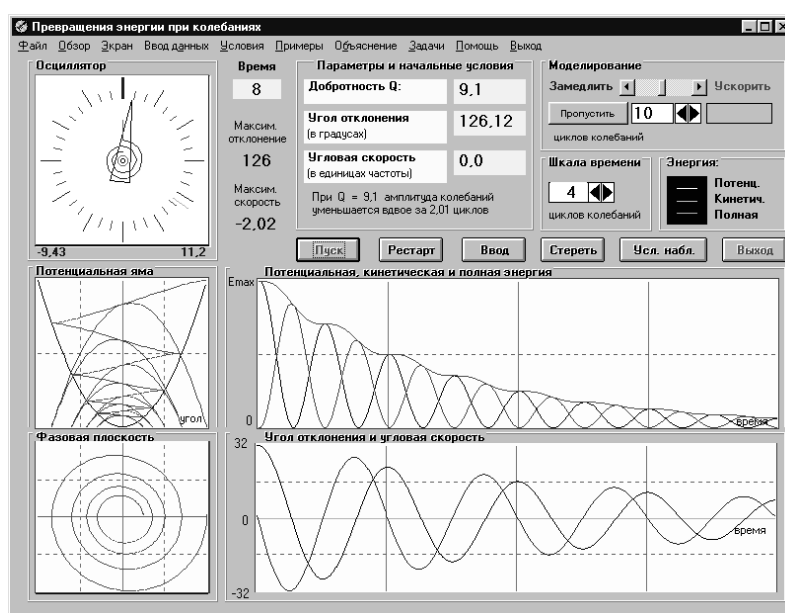 Превращения энергии при колебаниях
Файл Обзор Экран Ввод данных Условия Примеры Объяснение Задачи Помощь Выход
Осциллятор
-9,43 11,2
Время
8
Максим.
отклонение
126
Максим.
скорость
-2,02
Параметры и начальные условия
Добротность Q: 9,1
Угол отклонения 126,12
(в градусах)
Угловая скорость 0,0
(в единицах частоты)
При Q = 9,1 амплитуда колебаний
уменьшается вдвое за 2,01 циклов
Моделирование
Замедлить Ускорить
Пропустить 10
циклов колебаний
Шкала времени
4
циклов колебаний
Энергия:
Потенц.
Кинетич.
Полная
Пуск Рестарт Ввод Стереть Усл. набл. Выход
Потенциальная яма
угол
Потенциальная, кинетическая и полная энергия
Emax
0
время
Фазовая плоскость
Угол отклонения и угловая скорость
32
0
время
-32